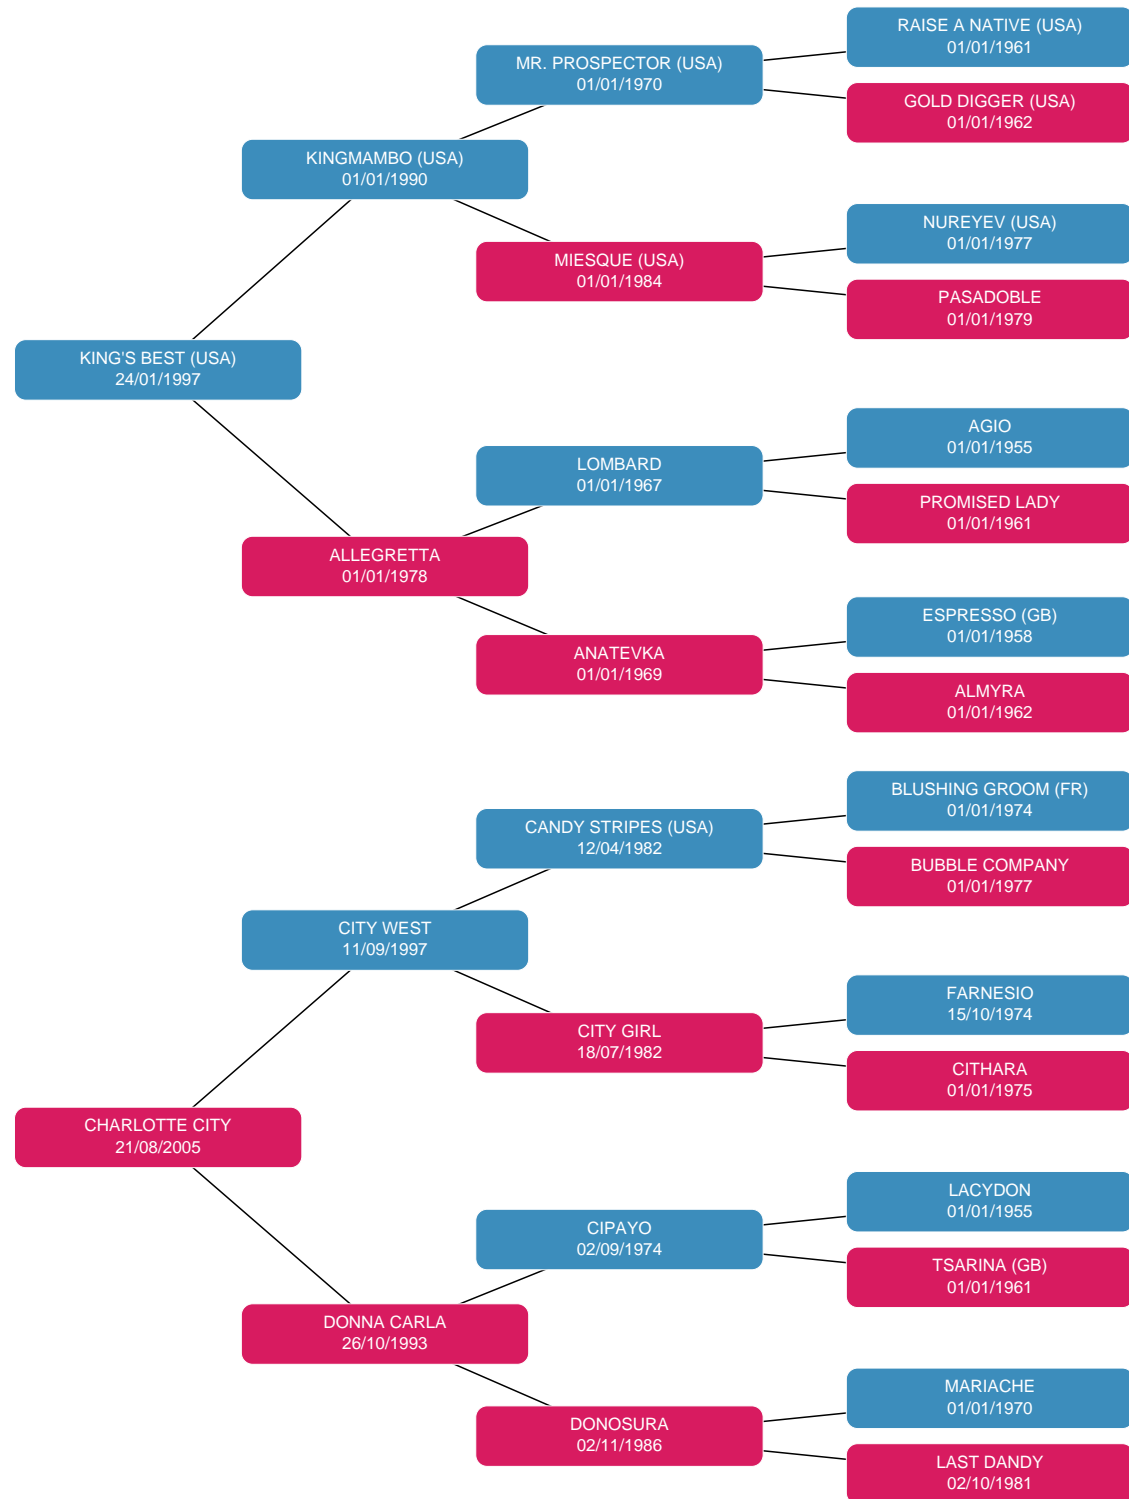 RAISE A NATIVE (USA)
01/01/1961
MR. PROSPECTOR (USA)
01/01/1970
GOLD DIGGER (USA)
01/01/1962
KINGMAMBO (USA)
01/01/1990
NUREYEV (USA)
01/01/1977
MIESQUE (USA)
01/01/1984
PASADOBLE
01/01/1979
KING'S BEST (USA)
24/01/1997
AGIO
01/01/1955
LOMBARD
01/01/1967
PROMISED LADY
01/01/1961
ALLEGRETTA
01/01/1978
ESPRESSO (GB)
01/01/1958
ANATEVKA
01/01/1969
ALMYRA
01/01/1962
BLUSHING GROOM (FR)
01/01/1974
CANDY STRIPES (USA)
12/04/1982
BUBBLE COMPANY
01/01/1977
CITY WEST
11/09/1997
FARNESIO
15/10/1974
CITY GIRL
18/07/1982
CITHARA
01/01/1975
CHARLOTTE CITY
21/08/2005
LACYDON
01/01/1955
CIPAYO
02/09/1974
TSARINA (GB)
01/01/1961
DONNA CARLA
26/10/1993
MARIACHE
01/01/1970
DONOSURA
02/11/1986
LAST DANDY
02/10/1981